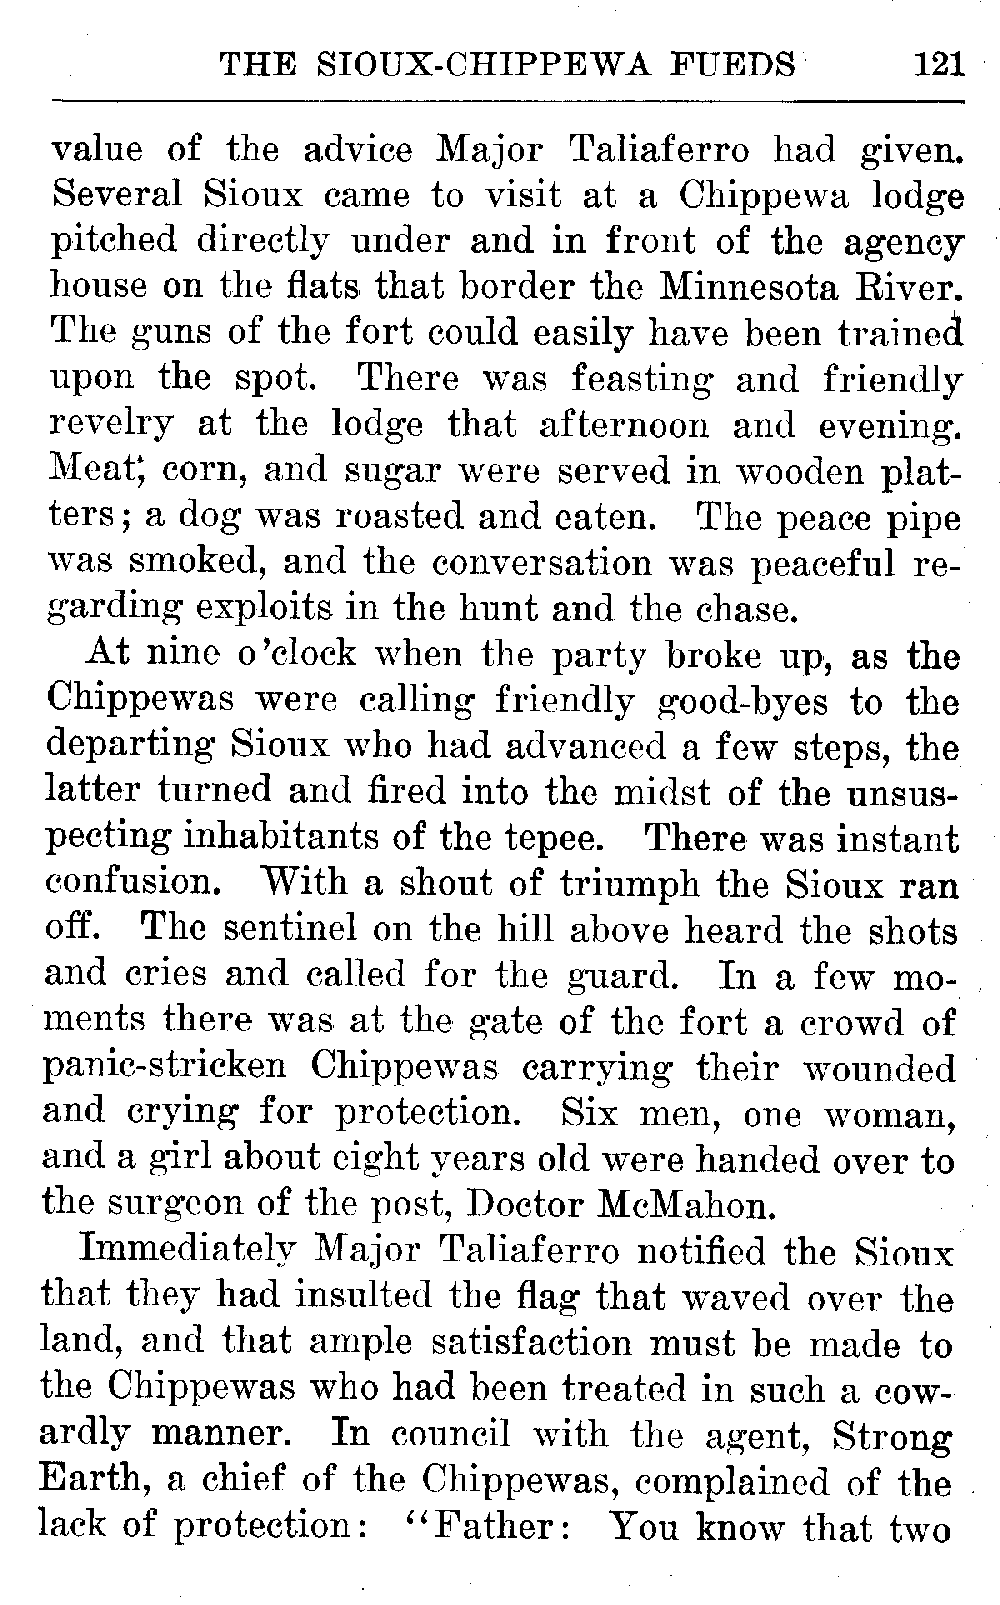 THE SIOUX-CHIPPEWA FUEDS 121
value of the advice Major Taliaferro had given.
Several Sioux came to visit at a Chippewa lodge
pitched directly under and in front of the agency
house on the flats that border the Minnesota River.
The guns of the fort could easily have been trained
upon the spot. There was feasting and friendly
revelry at the lodge that afternoon and evening.
Meat, corn, and sugar were served in wooden plat-
ters; a dog was roasted and eaten. The peace pipe
was smoked, and the conversation was peaceful re-
garding exploits in the hunt and the chase.
At nine o'clock when the party broke up, as the
Chippewas were calling friendly good-byes to the
departing Sioux who had advanced a few steps, the
latter turned and fired into the midst of the unsus-
pecting inhabitants of the tepee. There was instant
confusion. With a shout of triumph the Sioux ran
off. The sentinel on the hill above heard the shots
and cries and called for the guard. In a few mo-
ments there was at the gate of the fort a crowd of
panic-stricken Chippewas carrying their wounded
and crying for protection. Six men, one woman,
and a girl about eight years old were handed over to
the surgeon of the post, Doctor McMahon.
Immediately Major Taliaferro notified the Sioux
that they had insulted the flag that waved over the
land, and that ample satisfaction must be made to
the Chippewas who had been treated in such a cow-
ardly manner. In council with the agent, Strong
Earth, a chief of the Chippewas, complained of the
lack of protection: "Father: You know that two